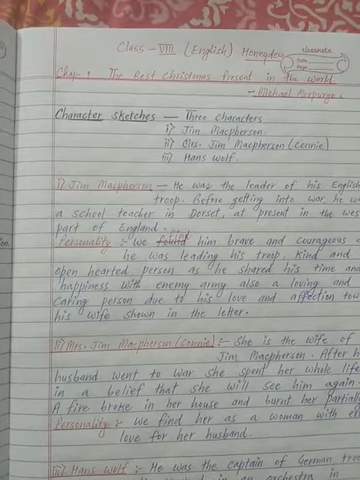 Class - VIII (English) Honeydew
Date
Page
Chap - 1 The Best Christmas Present in the World
- Michael Morpurgo
Character sketches — Three characters
i) Jim Macpherson
ii) Mrs. Jim Macpherson (Connie)
iii) Hans Wolf.
i) Jim Macpherson - He was the leader of his English
troop. Before getting into war, he
a school teacher in Dorset, at present in the
part of England.
find
Personality :- We found him brave and courageous
he was leading his troop. Kind and
open hearted person as he shared his time and
happiness with enemy army also a loving and
caring person due to his love and affection
his wife shown in the letter.
ii) Mrs. Jim Macpherson (Connie) :- She is the wife of
Jim Macpherson. After
husband went to war she spent her whole
in a belief that she will see him again
A fire broke in her house and burnt her
Personality :- We find her as a woman with
love for her husband.
iii) Hans Wolf :- He was the captain of German
in an orchestra in